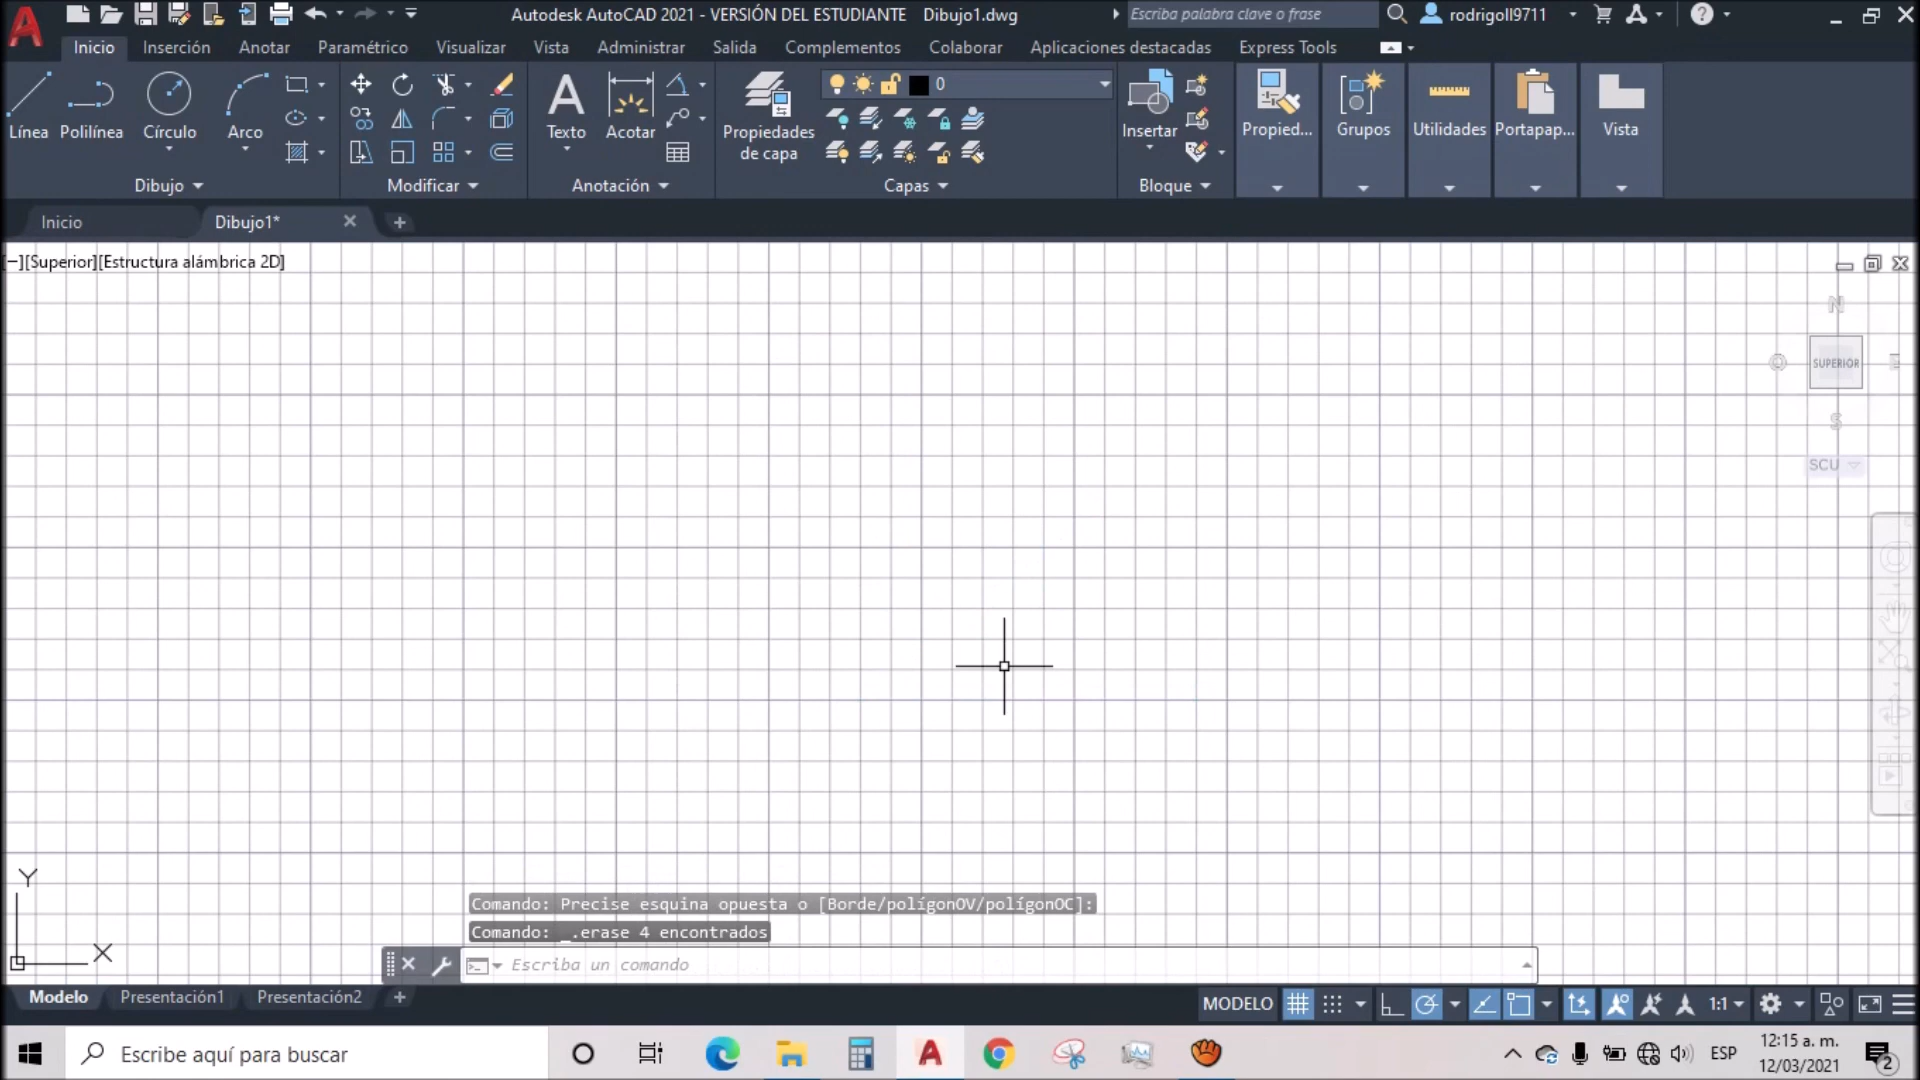 Autodesk AutoCAD 2021 - VERSIÓN DEL ESTUDIANTE Dibujo1.dwg
Escriba palabra clave o frase
rodrigoll9711
Inicio Inserción Anotar Paramétrico Visualizar Vista Administrar Salida Complementos Colaborar Aplicaciones destacadas Express Tools
0
Línea Polilínea Círculo Arco Texto Acotar Propiedades de capa Insertar Propied... Grupos Utilidades Portapap... Vista
Dibujo Modificar Anotación Capas Bloque
Inicio Dibujo1*
[−][Superior][Estructura alámbrica 2D]
N
O SUPERIOR E
S
SCU
Y
X
Comando: Precise esquina opuesta o [Borde/polígonOV/polígonOC]:
Comando: _.erase 4 encontrados
Escriba un comando
Modelo Presentación1 Presentación2
MODELO 1:1
Escribe aquí para buscar
ESP
12:15 a. m.
12/03/2021
2